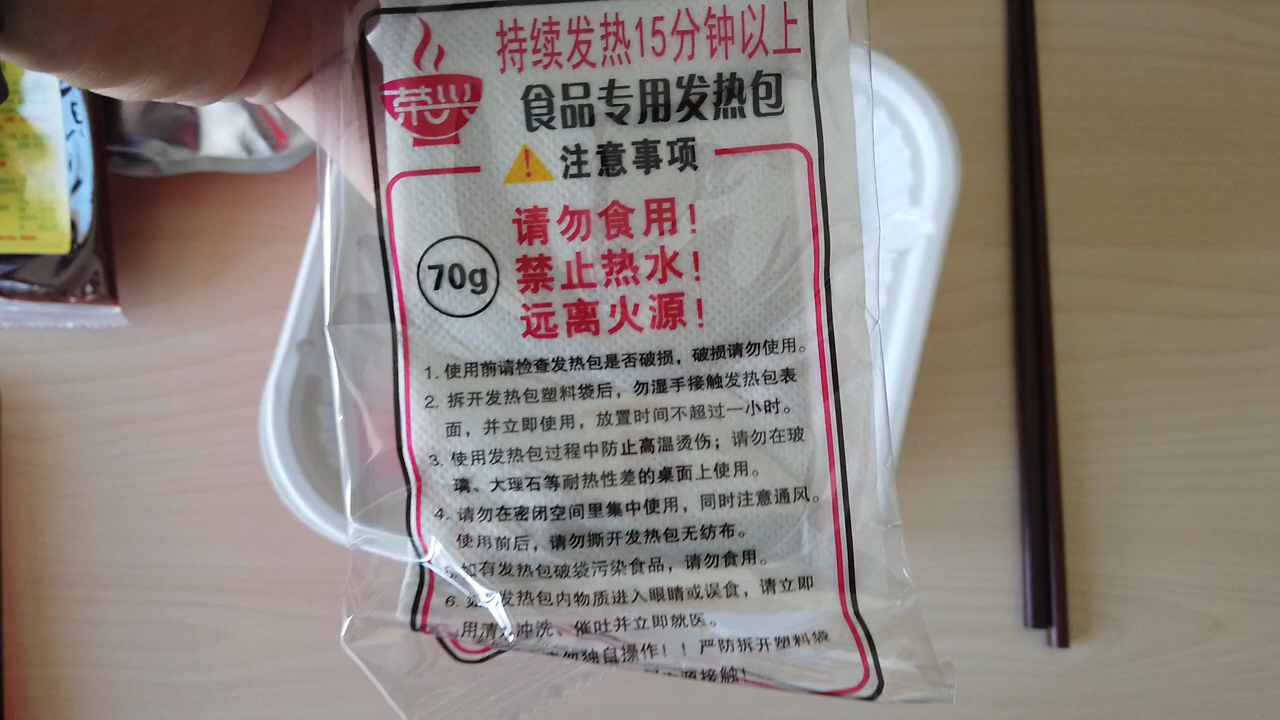 持续发热15分钟以上
荣兴
食品专用发热包
注意事项
请勿食用！
70g
禁止热水！
远离火源！
1. 使用前请检查发热包是否破损，破损请勿使用。
2. 拆开发热包塑料袋后，勿湿手接触发热包表
面，并立即使用，放置时间不超过一小时。
3. 使用发热包过程中防止高温烫伤；请勿在玻
璃、大理石等耐热性差的桌面上使用。
4. 请勿在密闭空间里集中使用，同时注意通风。
使用前后，请勿撕开发热包无纺布。
5. 如有发热包破袋污染食品，请勿食用。
6. 发热包内物质进入眼睛或误食，请立即
用清水冲洗、催吐并立即就医。
勿独自操作！！严防拆开塑料袋
接触！